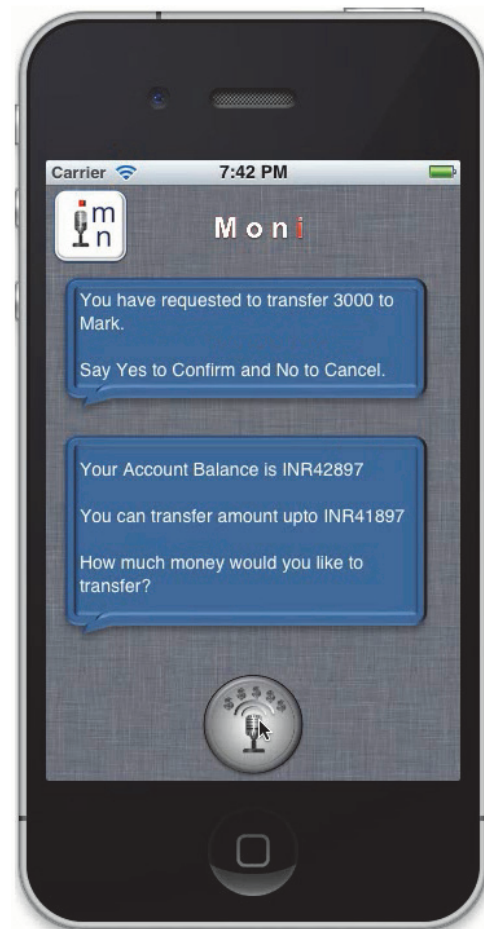 Carrier 7:42 PM
im
n
Moni
You have requested to transfer 3000 to
Mark.
Say Yes to Confirm and No to Cancel.
Your Account Balance is INR42897
You can transfer amount upto INR41897
How much money would you like to
transfer?